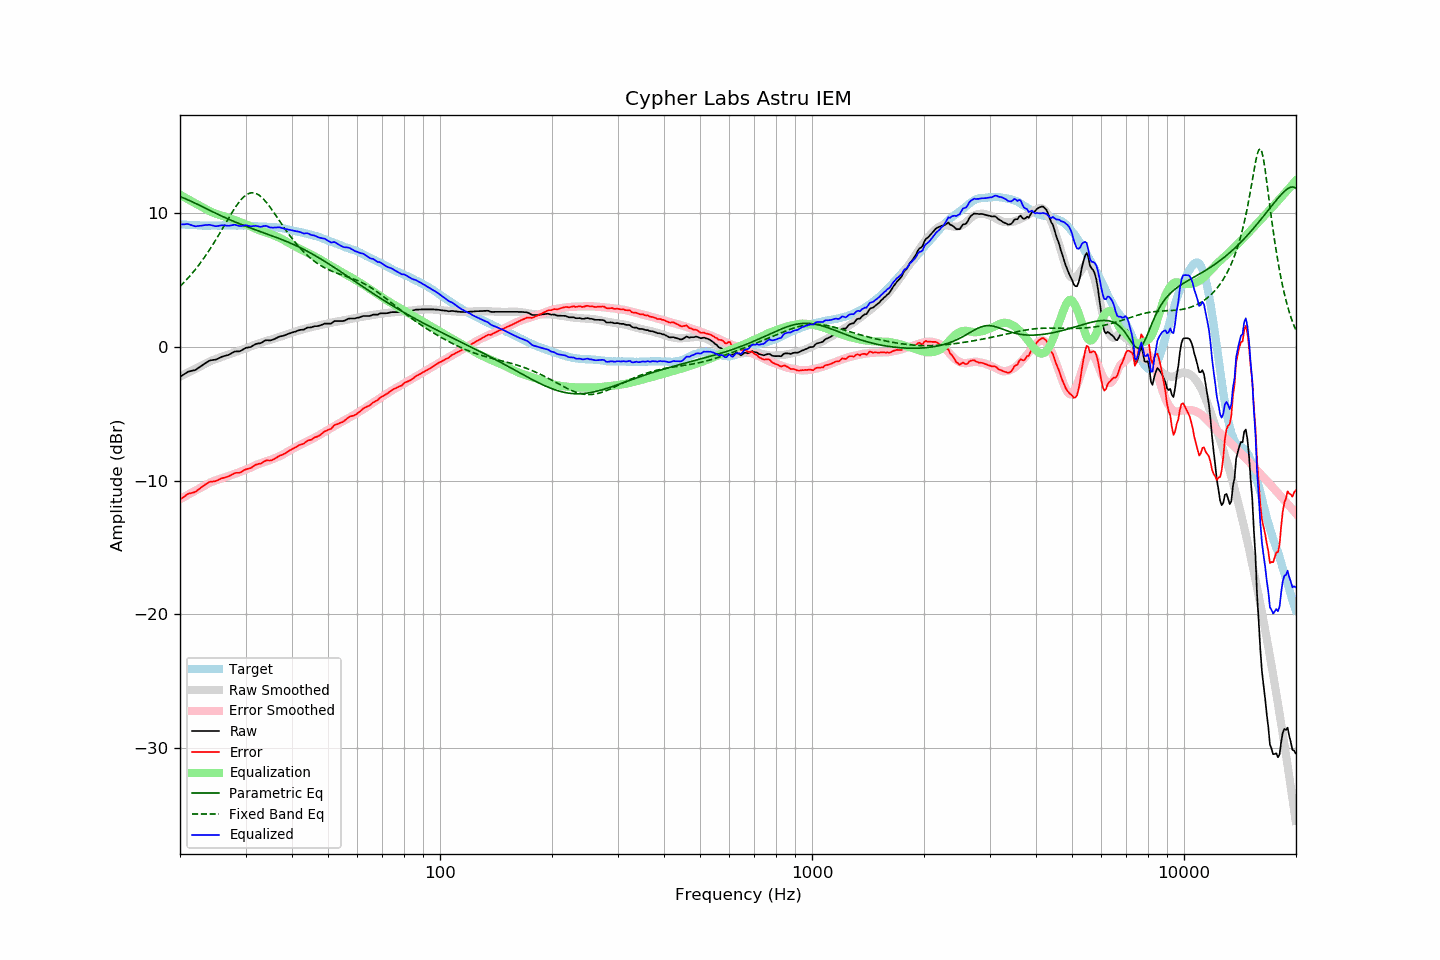 Cypher Labs Astru IEM
10
0
−10
−20
−30
Amplitude (dBr)
Target
Raw Smoothed
Error Smoothed
Raw
Error
Equalization
Parametric Eq
Fixed Band Eq
Equalized
100
1000
10000
Frequency (Hz)